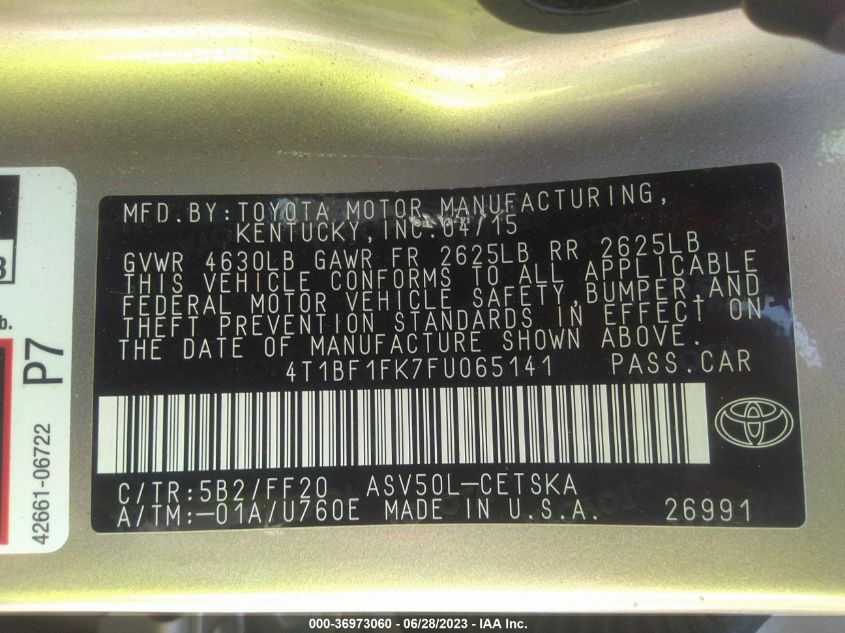 MFD.BY:TOYOTA MOTOR MANUFACTURING,
KENTUCKY,INC.04/15
GVWR 4630LB GAWR FR 2625LB RR 2625LB
THIS VEHICLE CONFORMS TO ALL APPLICABLE
FEDERAL MOTOR VEHICLE SAFETY,BUMPER,AND
THEFT PREVENTION STANDARDS IN EFFECT ON
THE DATE OF MANUFACTURE SHOWN ABOVE.
4T1BF1FK7FU065141 PASS.CAR
C/TR:5B2/FF20 ASV50L-CETSKA
A/TM:-01A/U760E MADE IN U.S.A. 26991
b.
P7
42661-06722
000-36973060 - 06/28/2023 - IAA Inc.